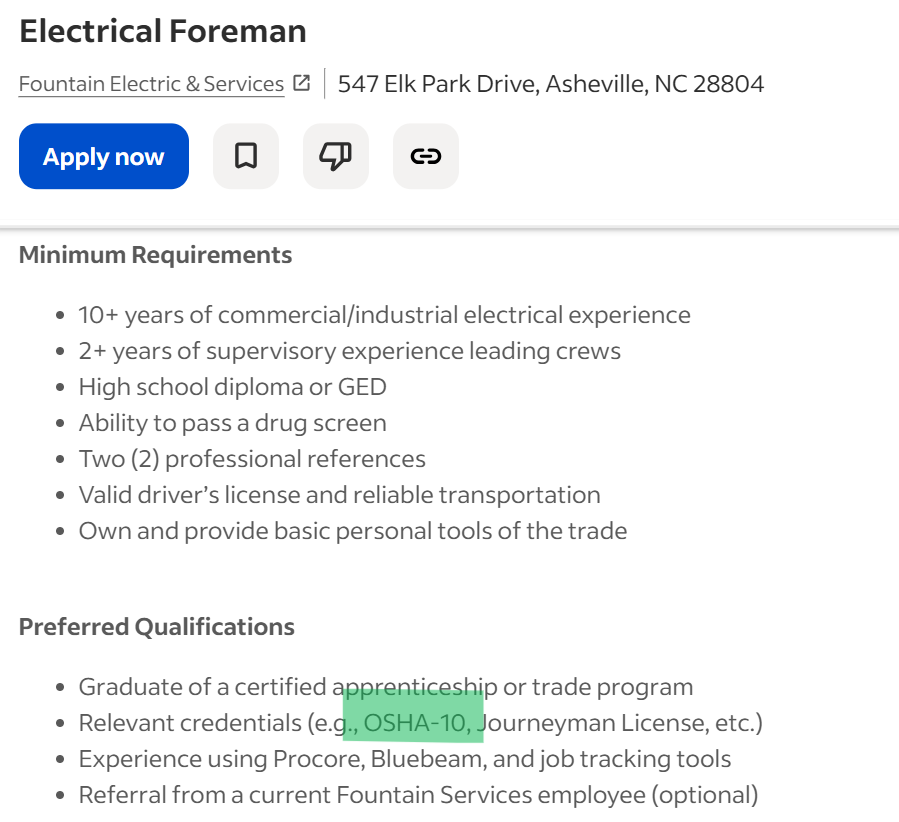 Electrical Foreman
Fountain Electric & Services 547 Elk Park Drive, Asheville, NC 28804
Apply now
Minimum Requirements
• 10+ years of commercial/industrial electrical experience
• 2+ years of supervisory experience leading crews
• High school diploma or GED
• Ability to pass a drug screen
• Two (2) professional references
• Valid driver’s license and reliable transportation
• Own and provide basic personal tools of the trade
Preferred Qualifications
• Graduate of a certified apprenticeship or trade program
• Relevant credentials (e.g., OSHA-10, Journeyman License, etc.)
• Experience using Procore, Bluebeam, and job tracking tools
• Referral from a current Fountain Services employee (optional)